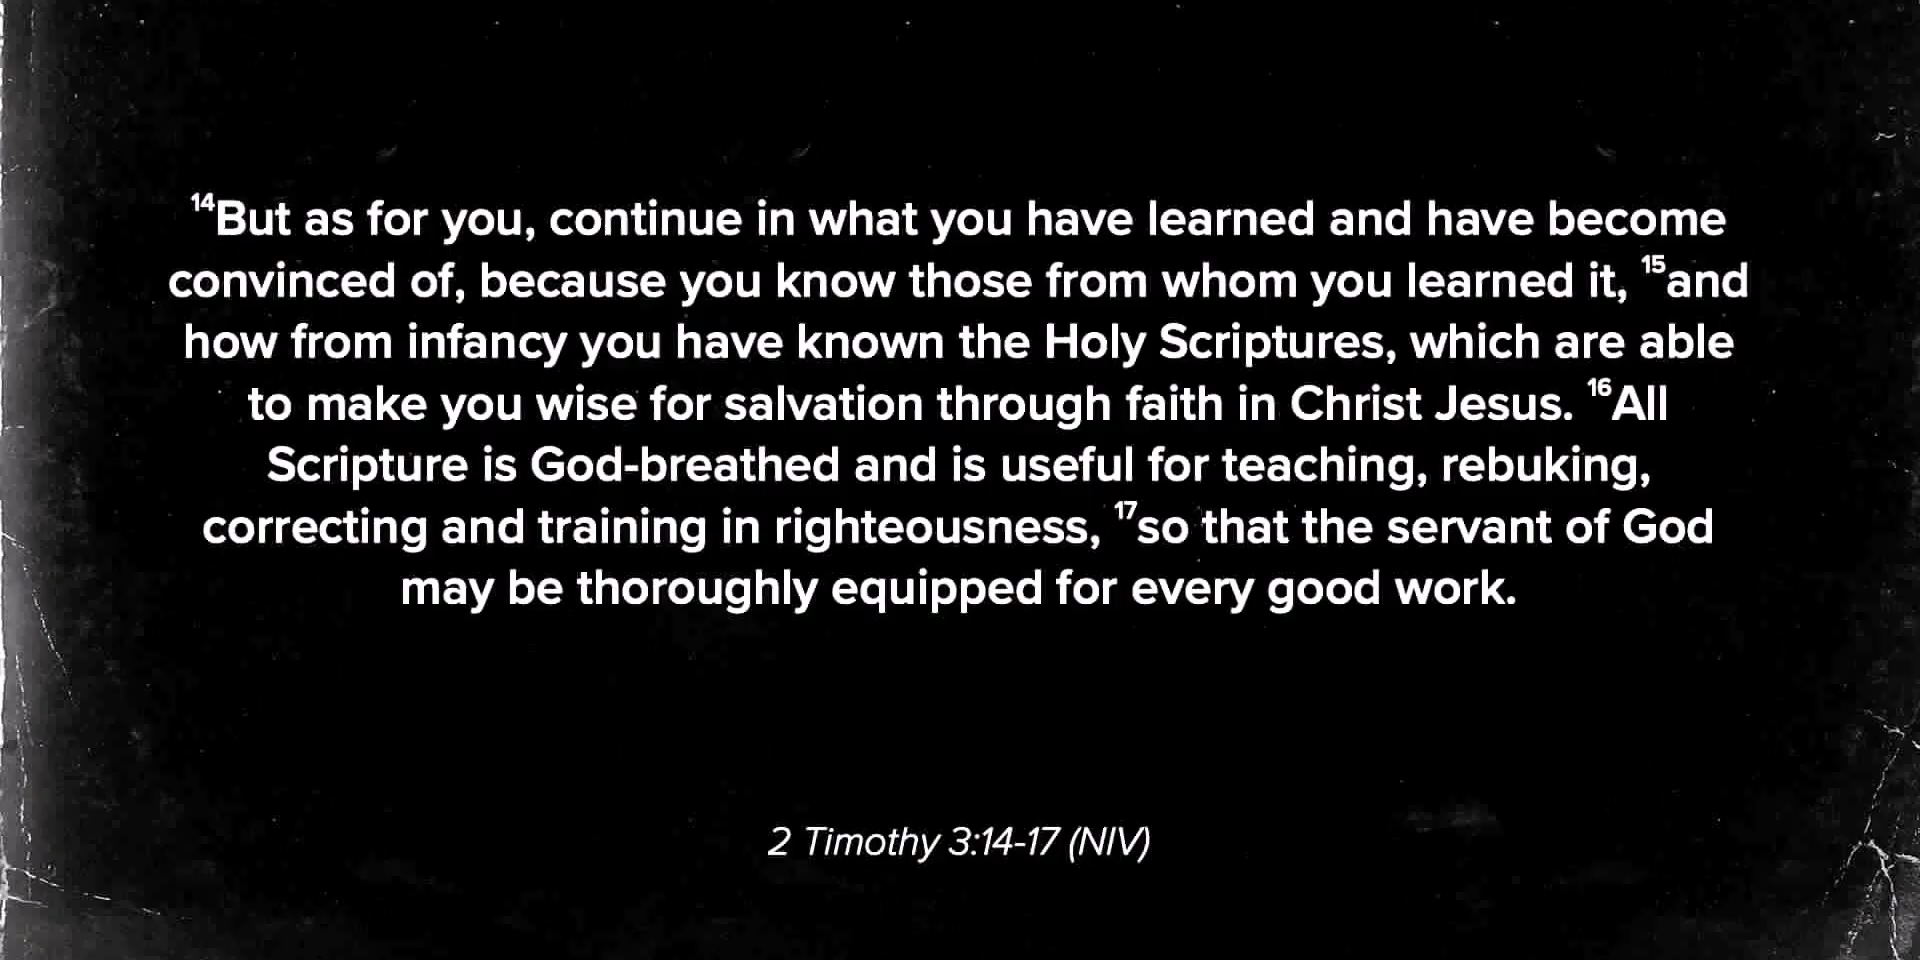 ¹⁴But as for you, continue in what you have learned and have become
convinced of, because you know those from whom you learned it, ¹⁵and
how from infancy you have known the Holy Scriptures, which are able
to make you wise for salvation through faith in Christ Jesus. ¹⁶All
Scripture is God-breathed and is useful for teaching, rebuking,
correcting and training in righteousness, ¹⁷so that the servant of God
may be thoroughly equipped for every good work.
2 Timothy 3:14-17 (NIV)